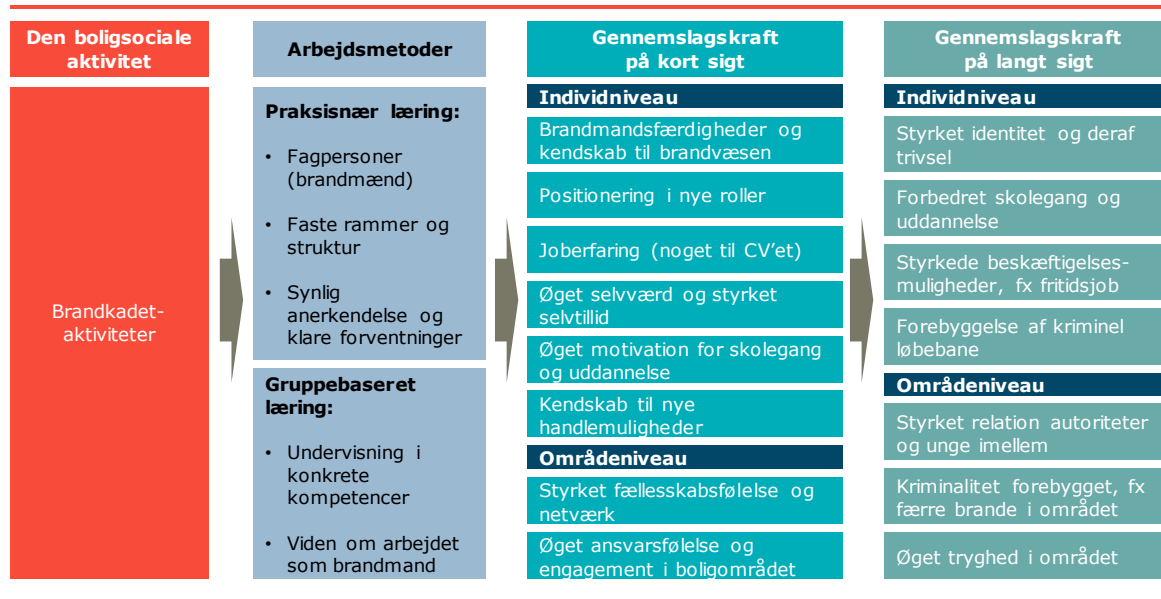 Den boligsociale
aktivitet
Brandkadet-
aktiviteter
Arbejdsmetoder
Praksisnær læring:
• Fagpersoner
(brandmænd)
• Faste rammer og
struktur
• Synlig
anerkendelse og
klare forventninger
Gruppebaseret
læring:
• Undervisning i
konkrete
kompetencer
• Viden om arbejdet
som brandmand
Gennemslagskraft
på kort sigt
Individniveau
Brandmandsfærdigheder og
kendskab til brandvæsen
Positionering i nye roller
Joberfaring (noget til CV’et)
Øget selvværd og styrket
selvtillid
Øget motivation for skolegang
og uddannelse
Kendskab til nye
handlemuligheder
Områdeniveau
Styrket fællesskabsfølelse og
netværk
Øget ansvarsfølelse og
engagement i boligområdet
Gennemslagskraft
på langt sigt
Individniveau
Styrket identitet og deraf
trivsel
Forbedret skolegang og
uddannelse
Styrkede beskæftigelses-
muligheder, fx fritidsjob
Forebyggelse af kriminel
løbebane
Områdeniveau
Styrket relation autoriteter
og unge imellem
Kriminalitet forebygget, fx
færre brande i området
Øget tryghed i området